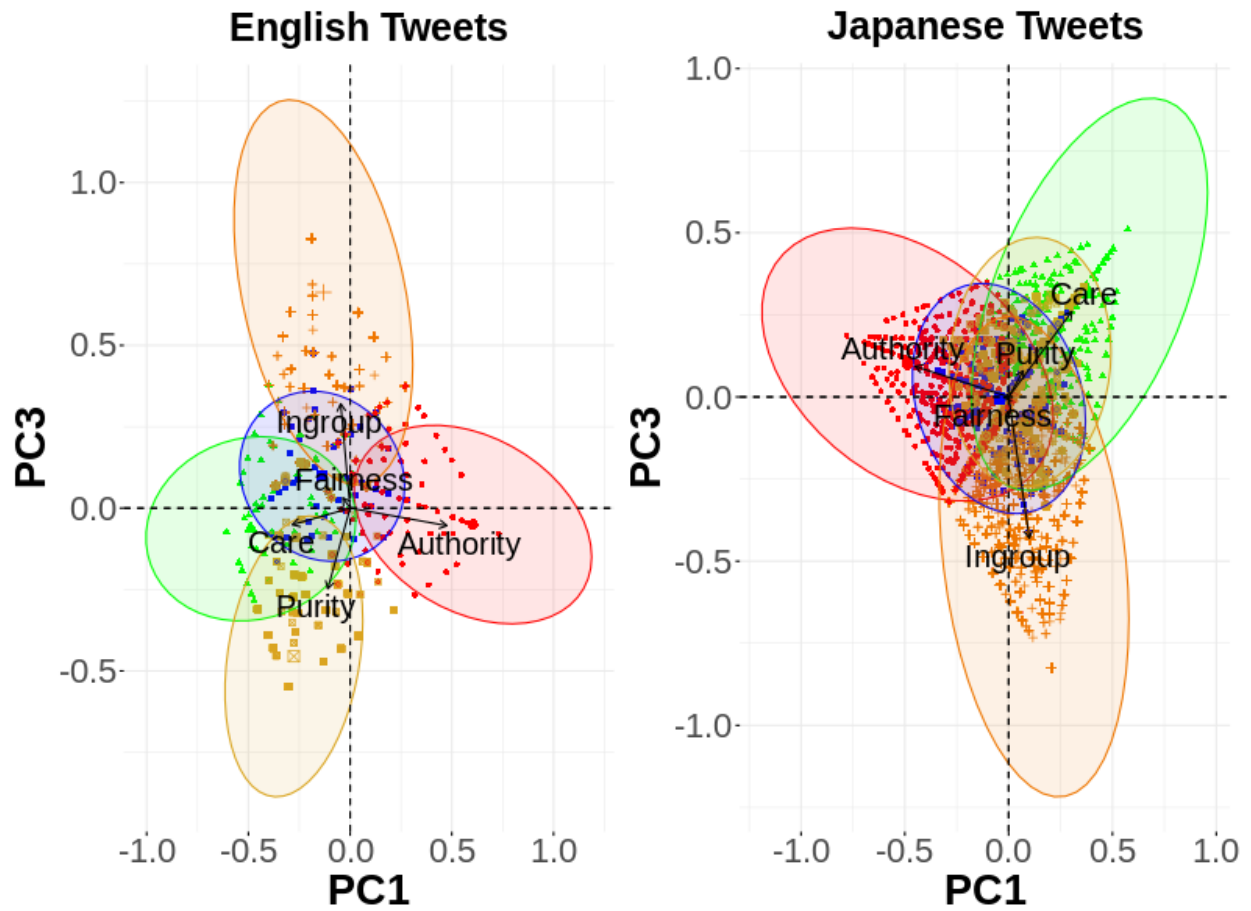 English Tweets
PC3
1.0
0.5
0.0
-0.5
Ingroup
Fairness
Care
Authority
Purity
-1.0 -0.5 0.0 0.5 1.0
PC1
Japanese Tweets
PC3
1.0
0.5
0.0
-0.5
-1.0
Care
Authority
Purity
Fairness
Ingroup
-1.0 -0.5 0.0 0.5 1.0
PC1